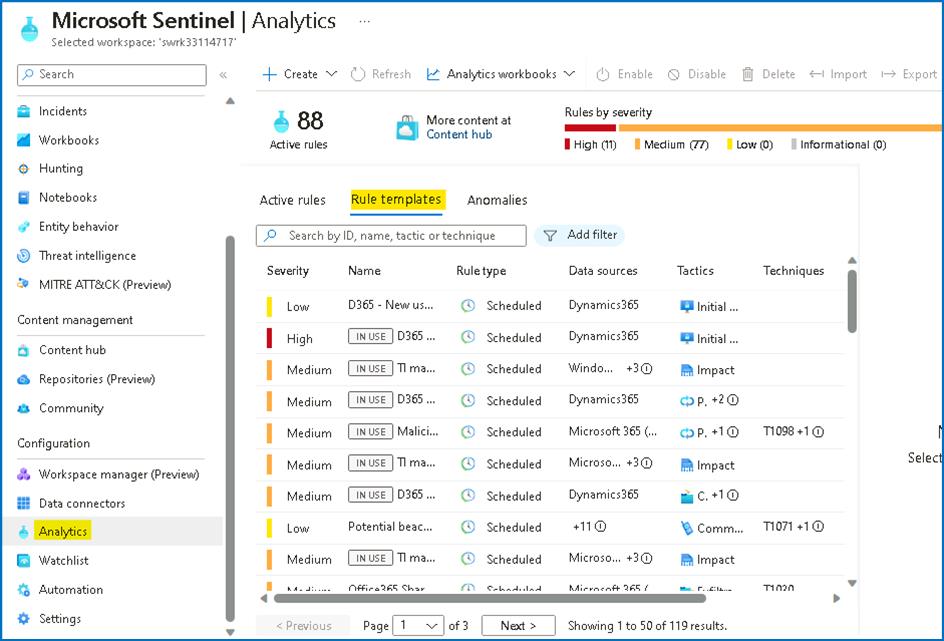 Microsoft Sentinel | Analytics ...
Selected workspace: 'swrk33114717'
Search «
Incidents
Workbooks
Hunting
Notebooks
Entity behavior
Threat intelligence
MITRE ATT&CK (Preview)
Content management
Content hub
Repositories (Preview)
Community
Configuration
Workspace manager (Preview)
Data connectors
Analytics
Watchlist
Automation
Settings
Create Refresh Analytics workbooks Enable Disable Delete Import Export
88
Active rules
More content at
Content hub
Rules by severity
High (11) Medium (77) Low (0) Informational (0)
Active rules Rule templates Anomalies
Search by ID, name, tactic or technique Add filter
Severity Name Rule type Data sources Tactics Techniques
Low D365 - New us... Scheduled Dynamics365 Initial ...
High IN USE D365 ... Scheduled Dynamics365 Initial ...
Medium IN USE TI ma... Scheduled Windo... +3 Impact
Medium IN USE D365 ... Scheduled Dynamics365 P. +2
Medium IN USE Malici... Scheduled Microsoft 365 (... P. +1 T1098 +1
Medium IN USE TI ma... Scheduled Microso... +3 Impact
Medium IN USE D365 ... Scheduled Dynamics365 C. +1
Low Potential beac... Scheduled +11 Comm... T1071 +1
Medium IN USE TI ma... Scheduled Microso... +3 Impact
Medium Office365 Shar... Scheduled Microsoft 365 (...
Selec
< Previous Page 1 of 3 Next > Showing 1 to 50 of 119 results.